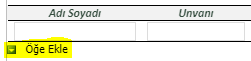 Adı Soyadı Unvanı
Öğe Ekle